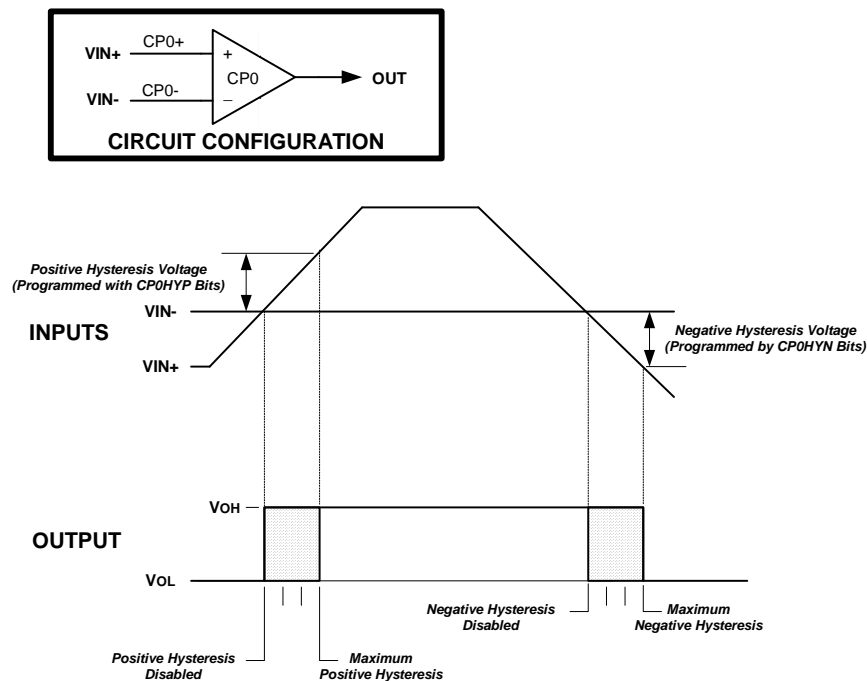 VIN+
CP0+
+
CP0
OUT
VIN-
CP0-
_
CIRCUIT CONFIGURATION
Positive Hysteresis Voltage
(Programmed with CP0HYP Bits)
VIN-
INPUTS
VIN+
Negative Hysteresis Voltage
(Programmed by CP0HYN Bits)
VOH
OUTPUT
VOL
Negative Hysteresis
Disabled
Maximum
Negative Hysteresis
Positive Hysteresis
Disabled
Maximum
Positive Hysteresis